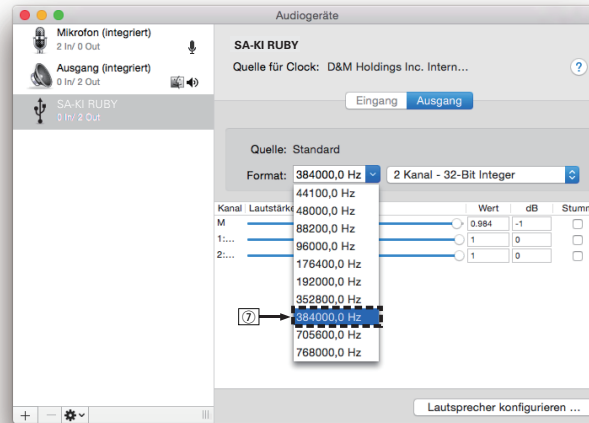 Audiogeräte
Mikrofon (integriert)
2 In/ 0 Out
Ausgang (integriert)
0 In/ 2 Out
SA-KI RUBY
0 In/ 2 Out
SA-KI RUBY
Quelle für Clock: D&M Holdings Inc. Intern...
?
Eingang Ausgang
Quelle: Standard
Format: 384000,0 Hz 2 Kanal - 32-Bit Integer
44100,0 Hz
48000,0 Hz
88200,0 Hz
96000,0 Hz
176400,0 Hz
192000,0 Hz
352800,0 Hz
⑦ 384000,0 Hz
705600,0 Hz
768000,0 Hz
Kanal Lautstärke Wert dB Stumm
M 0.984 -1
1:... 1 0
2:... 1 0
Lautsprecher konfigurieren ...